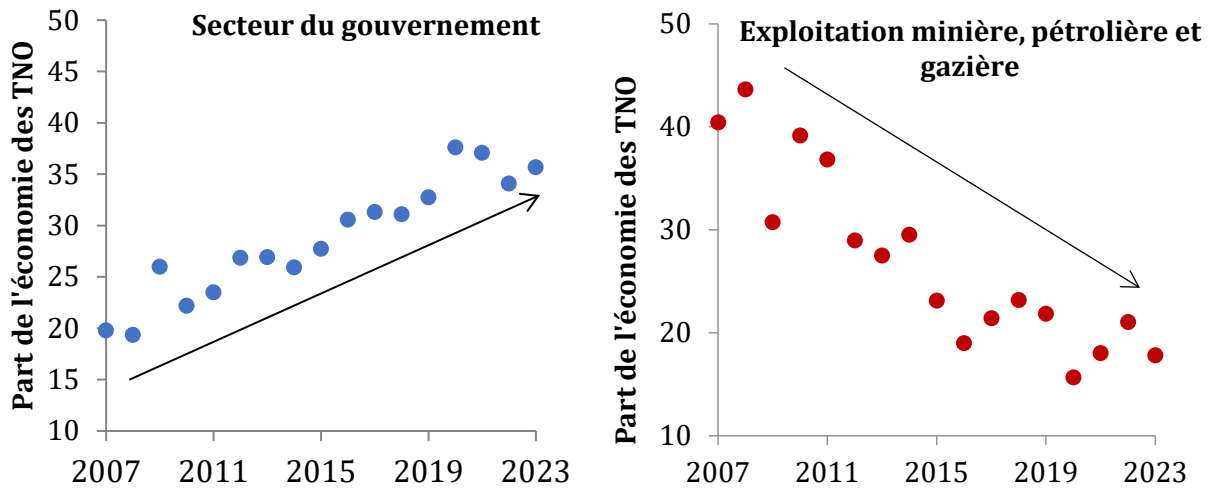 Secteur du gouvernement
Part de l'économie des TNO
50
45
40
35
30
25
20
15
10
2007 2011 2015 2019 2023
Exploitation minière, pétrolière et
gazière
Part de l'économie des TNO
50
40
30
20
10
2007 2011 2015 2019 2023